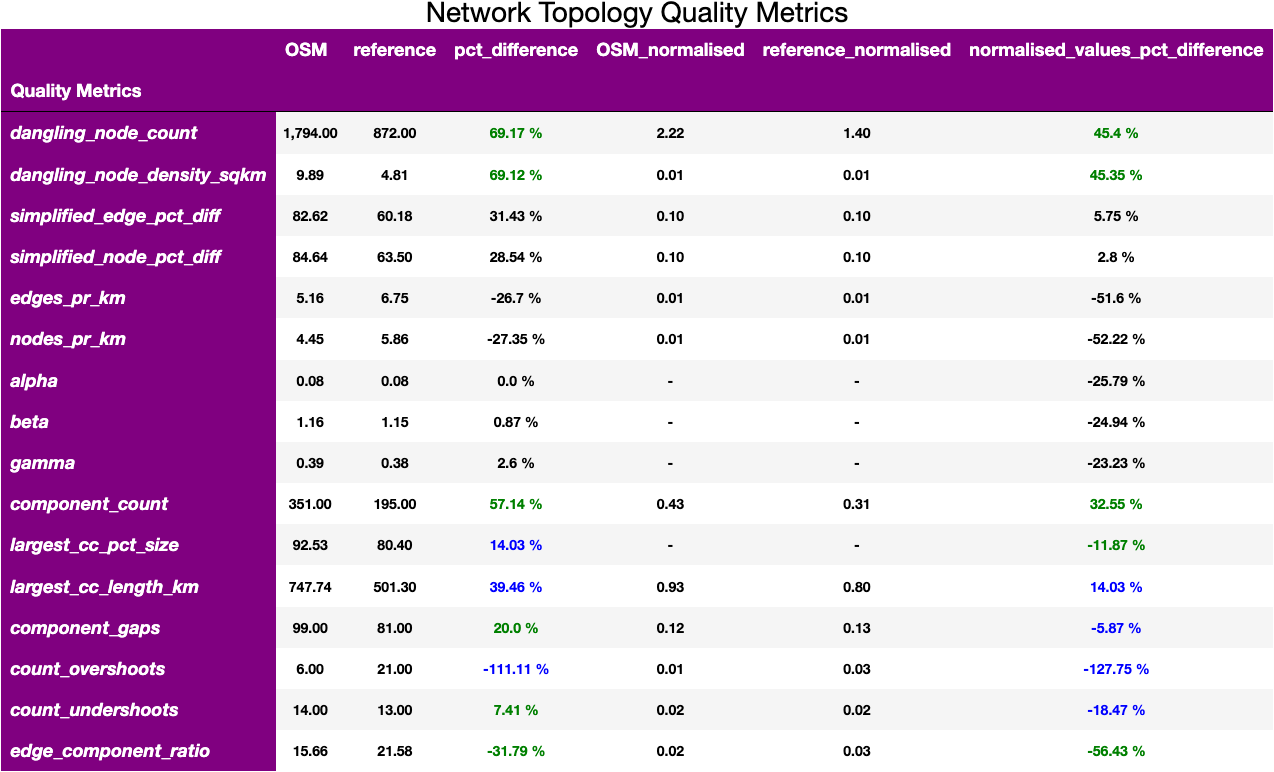 Network Topology Quality Metrics
OSM reference pct_difference OSM_normalised reference_normalised normalised_values_pct_difference
Quality Metrics
dangling_node_count 1,794.00 872.00 69.17 % 2.22 1.40 45.4 %
dangling_node_density_sqkm 9.89 4.81 69.12 % 0.01 0.01 45.35 %
simplified_edge_pct_diff 82.62 60.18 31.43 % 0.10 0.10 5.75 %
simplified_node_pct_diff 84.64 63.50 28.54 % 0.10 0.10 2.8 %
edges_pr_km 5.16 6.75 -26.7 % 0.01 0.01 -51.6 %
nodes_pr_km 4.45 5.86 -27.35 % 0.01 0.01 -52.22 %
alpha 0.08 0.08 0.0 % - - -25.79 %
beta 1.16 1.15 0.87 % - - -24.94 %
gamma 0.39 0.38 2.6 % - - -23.23 %
component_count 351.00 195.00 57.14 % 0.43 0.31 32.55 %
largest_cc_pct_size 92.53 80.40 14.03 % - - -11.87 %
largest_cc_length_km 747.74 501.30 39.46 % 0.93 0.80 14.03 %
component_gaps 99.00 81.00 20.0 % 0.12 0.13 -5.87 %
count_overshoots 6.00 21.00 -111.11 % 0.01 0.03 -127.75 %
count_undershoots 14.00 13.00 7.41 % 0.02 0.02 -18.47 %
edge_component_ratio 15.66 21.58 -31.79 % 0.02 0.03 -56.43 %